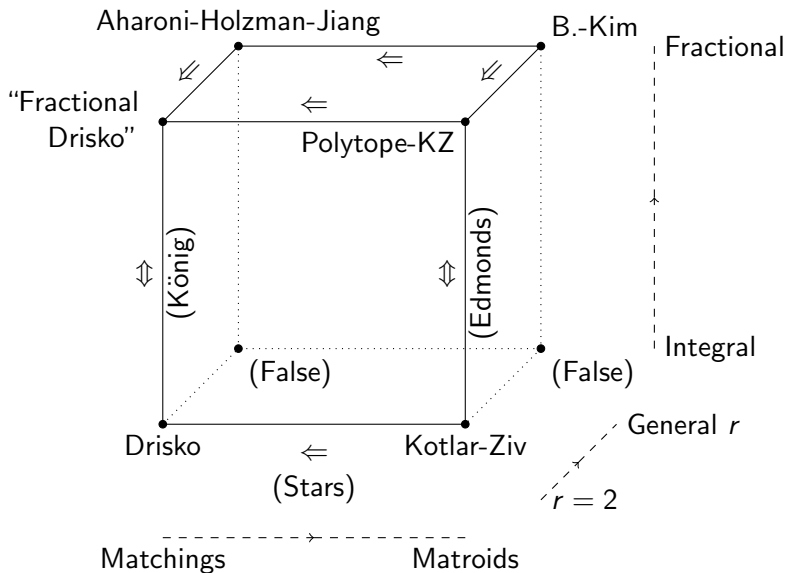 Aharoni-Holzman-Jiang
B.-Kim
Fractional
⇐
⇐
⇐
“Fractional
Drisko”
⇐
Polytope-KZ
⇔
(König)
⇔
(Edmonds)
(False)
(False)
Integral
Drisko
Kotlar-Ziv
General r
⇐
(Stars)
r = 2
Matchings
Matroids